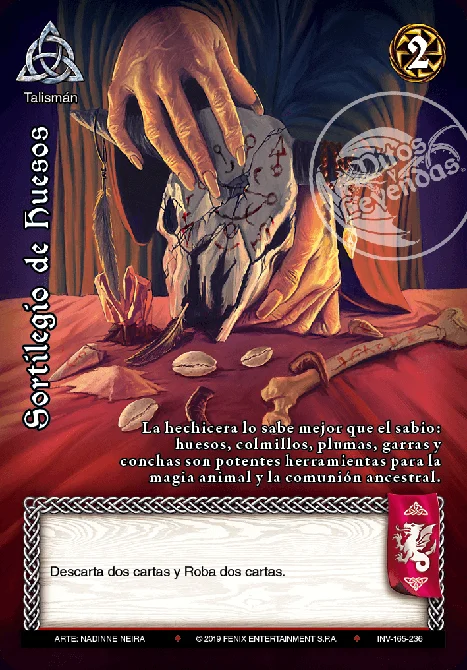 2
Talismán
Mitos y
Leyendas
Sortilegio de Huesos
La hechicera lo sabe mejor que el sabio:
huesos, colmillos, plumas, garras y
conchas son potentes herramientas para la
magia animal y la comunión ancestral.
Descarta dos cartas y Roba dos cartas.
ARTE: NADINNE NEIRA ♦ © 2019 FENIX ENTERTAINMENT S.P.A. ♦ INV-165-236